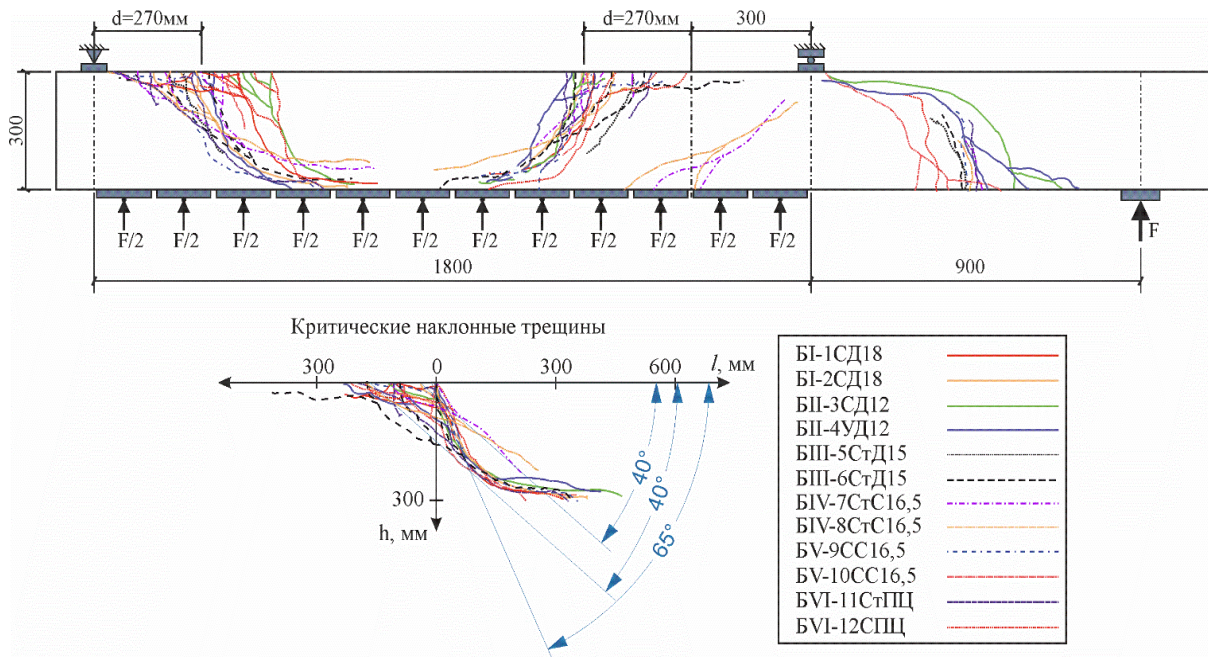 d=270мм d=270мм 300
300
F/2 F/2 F/2 F/2 F/2 F/2 F/2 F/2 F/2 F/2 F/2 F/2 F
1800 900
Критические наклонные трещины
300 0 300 600 l, мм
300
h, мм
40°
40°
65°
БI-1СД18
БI-2СД18
БII-3СД12
БII-4УД12
БIII-5СтД15
БIII-6СтД15
БIV-7СтС16,5
БIV-8СтС16,5
БV-9СС16,5
БV-10СС16,5
БVI-11СтПЦ
БVI-12СПЦ